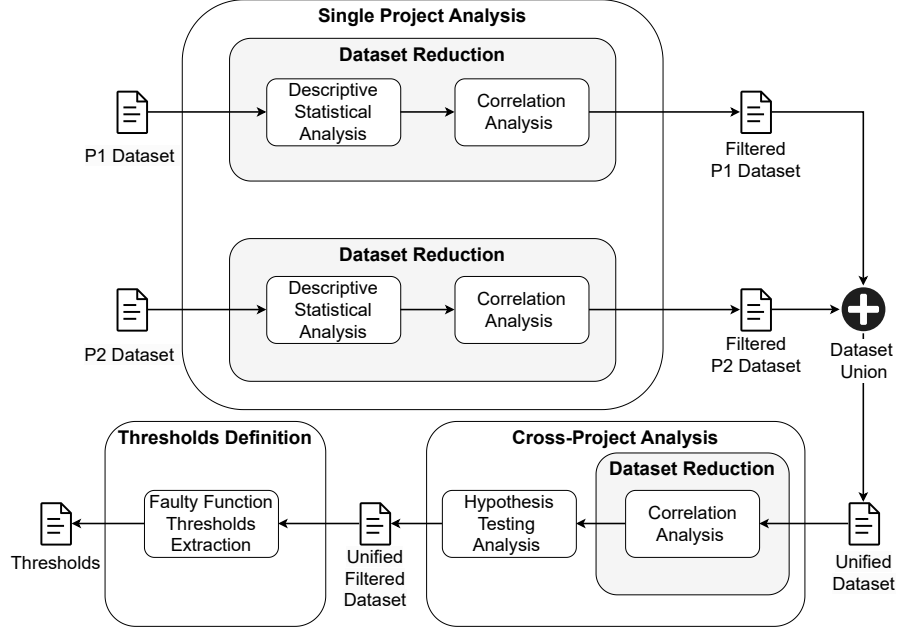 Single Project Analysis
Dataset Reduction
Descriptive
Statistical
Analysis
Correlation
Analysis
P1 Dataset
Filtered
P1 Dataset
Dataset Reduction
Descriptive
Statistical
Analysis
Correlation
Analysis
P2 Dataset
Filtered
P2 Dataset
Dataset
Union
Thresholds Definition
Cross-Project Analysis
Dataset Reduction
Faulty Function
Thresholds
Extraction
Hypothesis
Testing
Analysis
Correlation
Analysis
Thresholds
Unified
Filtered
Dataset
Unified
Dataset